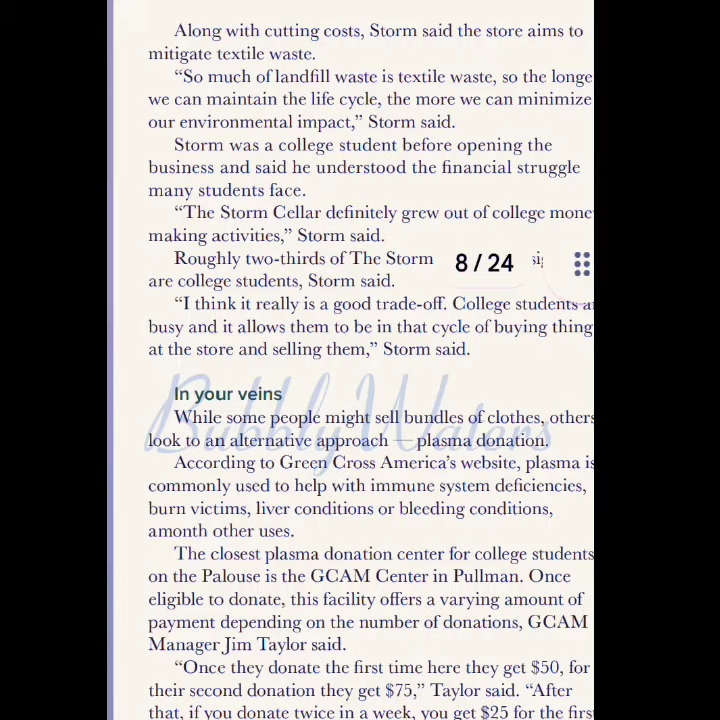 Along with cutting costs, Storm said the store aims to
mitigate textile waste.
“So much of landfill waste is textile waste, so the longe
we can maintain the life cycle, the more we can minimize
our environmental impact,” Storm said.
Storm was a college student before opening the
business and said he understood the financial struggle
many students face.
“The Storm Cellar definitely grew out of college mone
making activities,” Storm said.
Roughly two-thirds of The Storm
8 / 24
are college students, Storm said.
“I think it really is a good trade-off. College students a
busy and it allows them to be in that cycle of buying thing
at the store and selling them,” Storm said.
In your veins
BubblyWaters
While some people might sell bundles of clothes, others
look to an alternative approach — plasma donation.
According to Green Cross America’s website, plasma is
commonly used to help with immune system deficiencies,
burn victims, liver conditions or bleeding conditions,
amonth other uses.
The closest plasma donation center for college students
on the Palouse is the GCAM Center in Pullman. Once
eligible to donate, this facility offers a varying amount of
payment depending on the number of donations, GCAM
Manager Jim Taylor said.
“Once they donate the first time here they get $50, for
their second donation they get $75,” Taylor said. “After
that, if you donate twice in a week, you get $25 for the firs